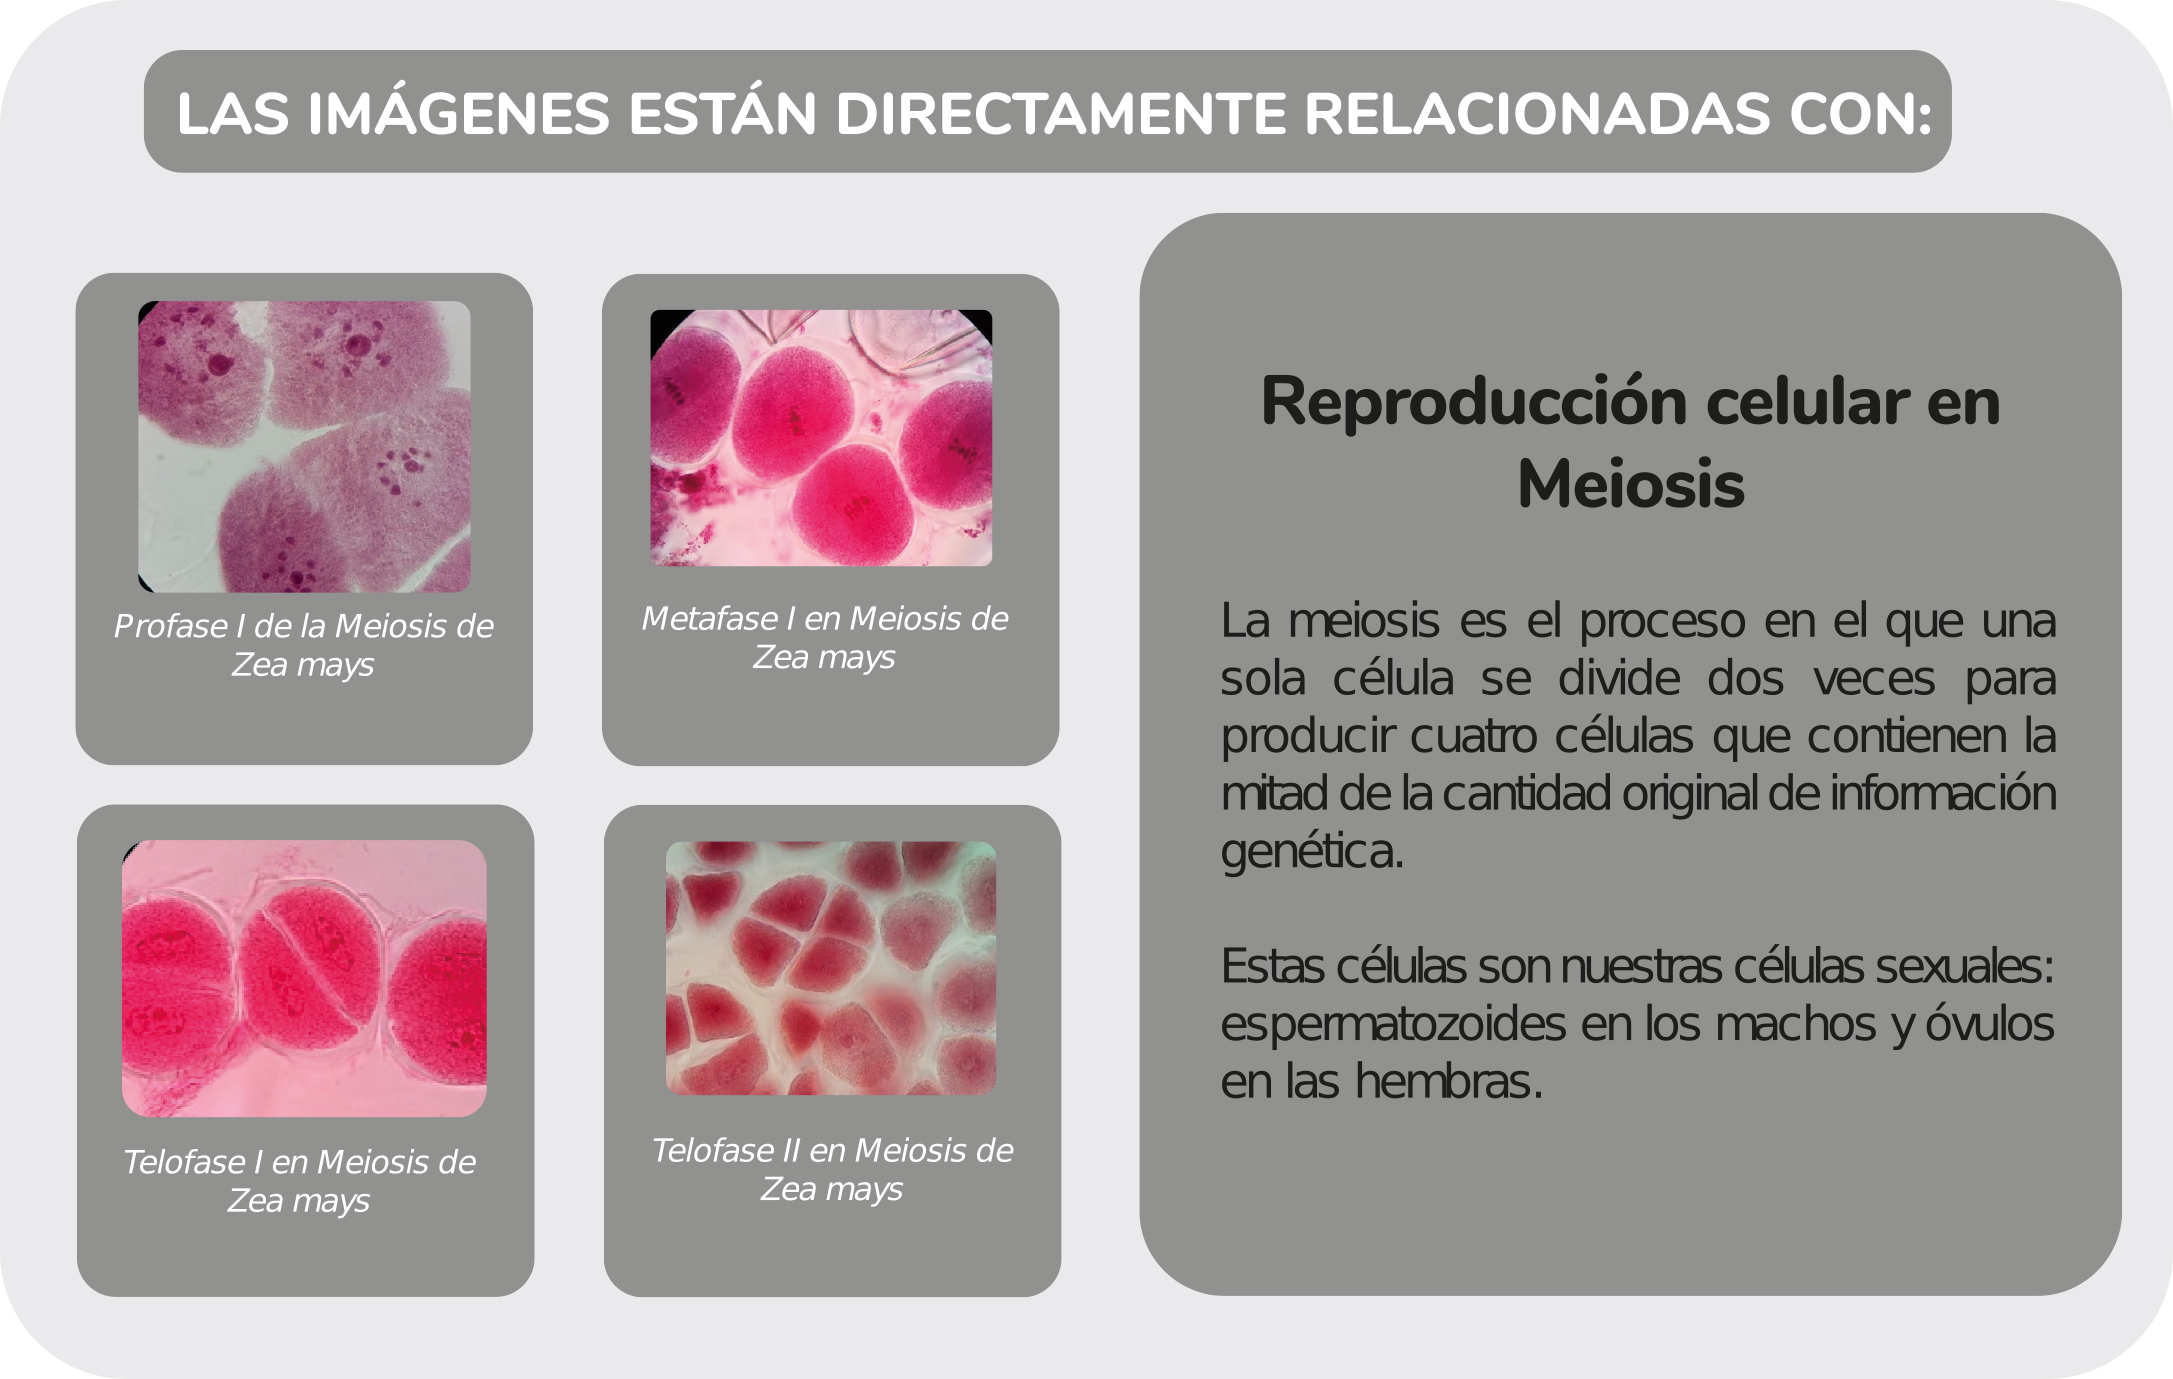 LAS IMÁGENES ESTÁN DIRECTAMENTE RELACIONADAS CON:
Profase I de la Meiosis de
Zea mays
Metafase I en Meiosis de
Zea mays
Telofase I en Meiosis de
Zea mays
Telofase II en Meiosis de
Zea mays
Reproducción celular en
Meiosis
La meiosis es el proceso en el que una
sola célula se divide dos veces para
producir cuatro células que contienen la
mitad de la cantidad original de información
genética.
Estas células son nuestras células sexuales:
espermatozoides en los machos y óvulos
en las hembras.